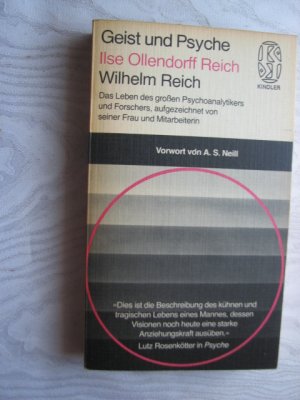 Geist und Psyche
KINDLER
Ilse Ollendorff Reich
Wilhelm Reich
Das Leben des großen Psychoanalytikers
und Forschers, aufgezeichnet von
seiner Frau und Mitarbeiterin
Vorwort von A. S. Neill
»Dies ist die Beschreibung des kühnen und
tragischen Lebens eines Mannes, dessen
Visionen noch heute eine starke
Anziehungskraft ausüben.«
Lutz Rosenkötter in Psyche